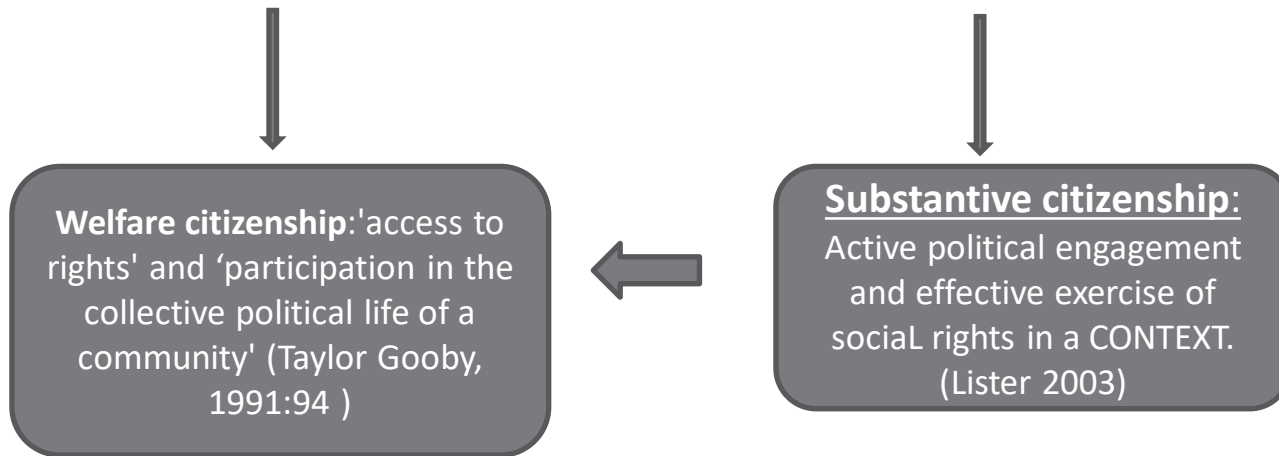 Welfare citizenship:'access to
rights' and ‘participation in the
collective political life of a
community' (Taylor Gooby,
1991:94 )
Substantive citizenship:
Active political engagement
and effective exercise of
sociaL rights in a CONTEXT.
(Lister 2003)